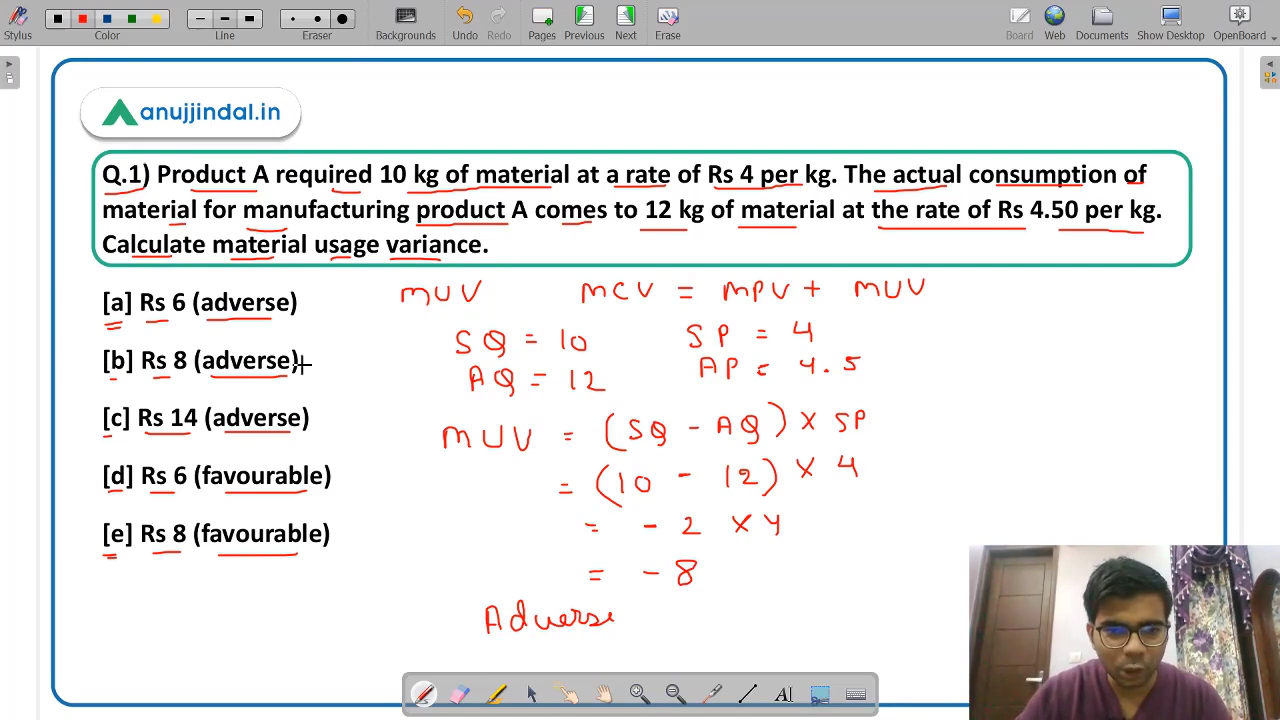 Stylus Color Line Eraser Backgrounds Undo Redo Pages Previous Next Erase Board Web Documents Show Desktop OpenBoard
anujjindal.in
Q.1) Product A required 10 kg of material at a rate of Rs 4 per kg. The actual consumption of
material for manufacturing product A comes to 12 kg of material at the rate of Rs 4.50 per kg.
Calculate material usage variance.
[a] Rs 6 (adverse)
[b] Rs 8 (adverse)
[c] Rs 14 (adverse)
[d] Rs 6 (favourable)
[e] Rs 8 (favourable)
MUV MCV = MPV + MUV
SQ = 10 SP = 4
AQ = 12 AP = 4.5
MUV = (SQ - AQ) × SP
= (10 - 12) × 4
= - 2 × 4
= - 8
Adverse